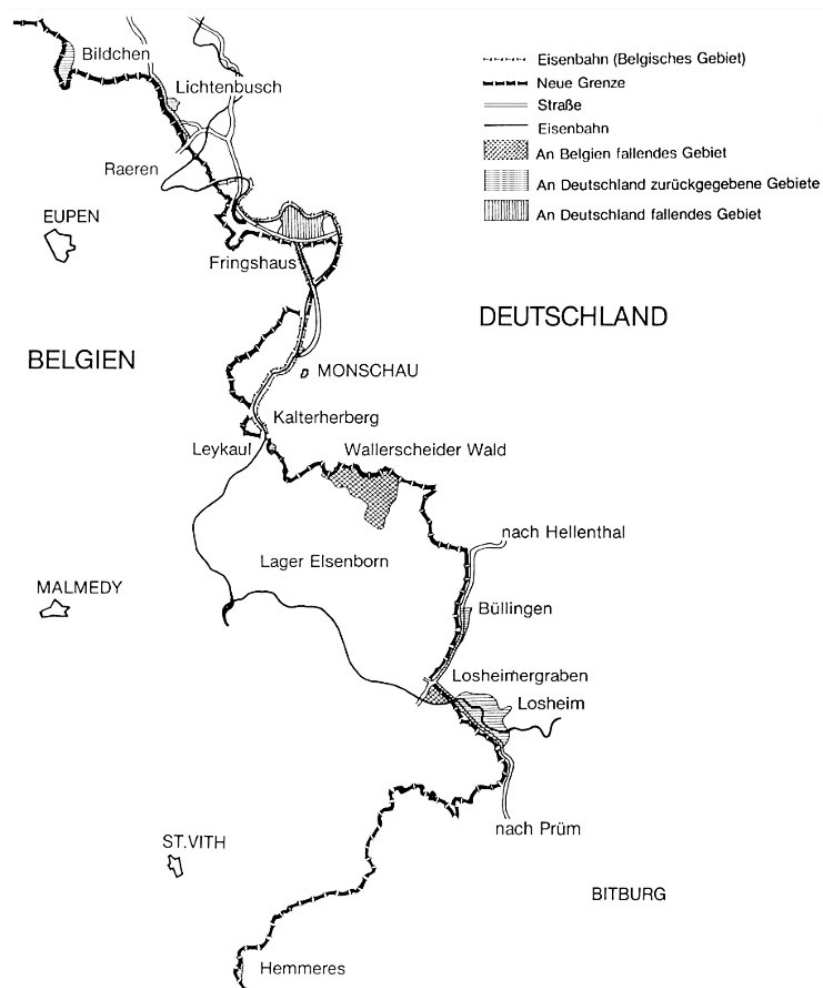 Bildchen
Lichtenbusch
Raeren
EUPEN
Fringshaus
Eisenbahn (Belgisches Gebiet)
Neue Grenze
Straße
Eisenbahn
An Belgien fallendes Gebiet
An Deutschland zurückgegebene Gebiete
An Deutschland fallendes Gebiet
DEUTSCHLAND
BELGIEN
MONSCHAU
Kalterherberg
Leykaul
Wallerscheider Wald
nach Hellenthal
Lager Elsenborn
MALMEDY
Büllingen
Losheimergraben
Losheim
nach Prüm
ST.VITH
BITBURG
Hemmeres